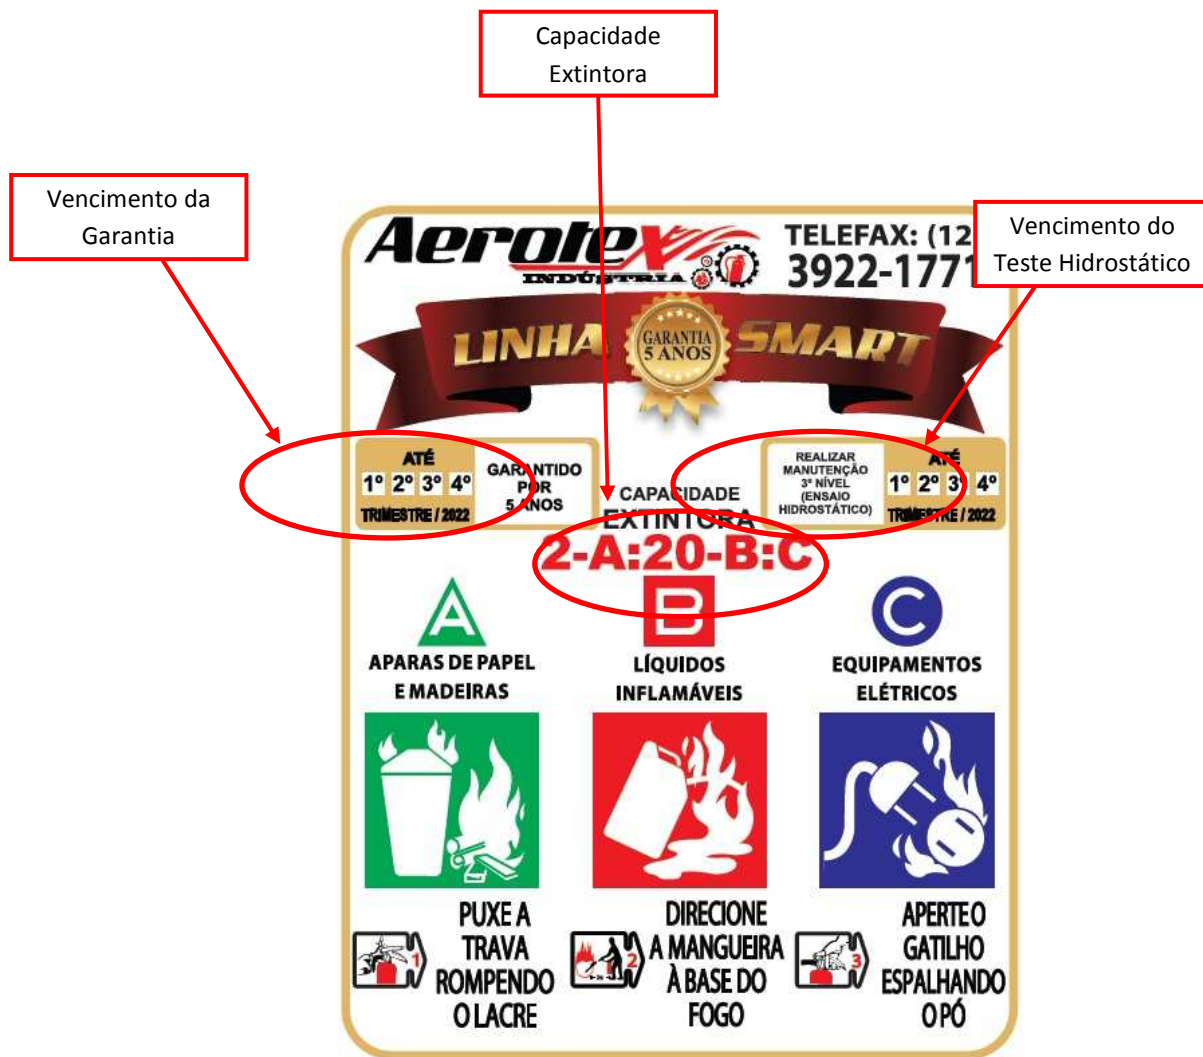 Capacidade
Extintora
Vencimento da
Garantia
Vencimento do
Teste Hidrostático
Aerotex
INDÚSTRIA
TELEFAX: (12
3922-1771
LINHA
GARANTIA
5 ANOS
SMART
ATÉ
1º 2º 3º 4º
TRIMESTRE / 2022
GARANTIDO
POR
5 ANOS
CAPACIDADE
EXTINTORA
2-A:20-B:C
REALIZAR
MANUTENÇÃO
3º NÍVEL
(ENSAIO
HIDROSTÁTICO)
ATÉ
1º 2º 3º 4º
TRIMESTRE / 2022
A
APARAS DE PAPEL
E MADEIRAS
B
LÍQUIDOS
INFLAMÁVEIS
C
EQUIPAMENTOS
ELÉTRICOS
1
PUXE A
TRAVA
ROMPENDO
O LACRE
2
DIRECIONE
A MANGUEIRA
À BASE DO
FOGO
3
APERTE O
GATILHO
ESPALHANDO
O PÓ